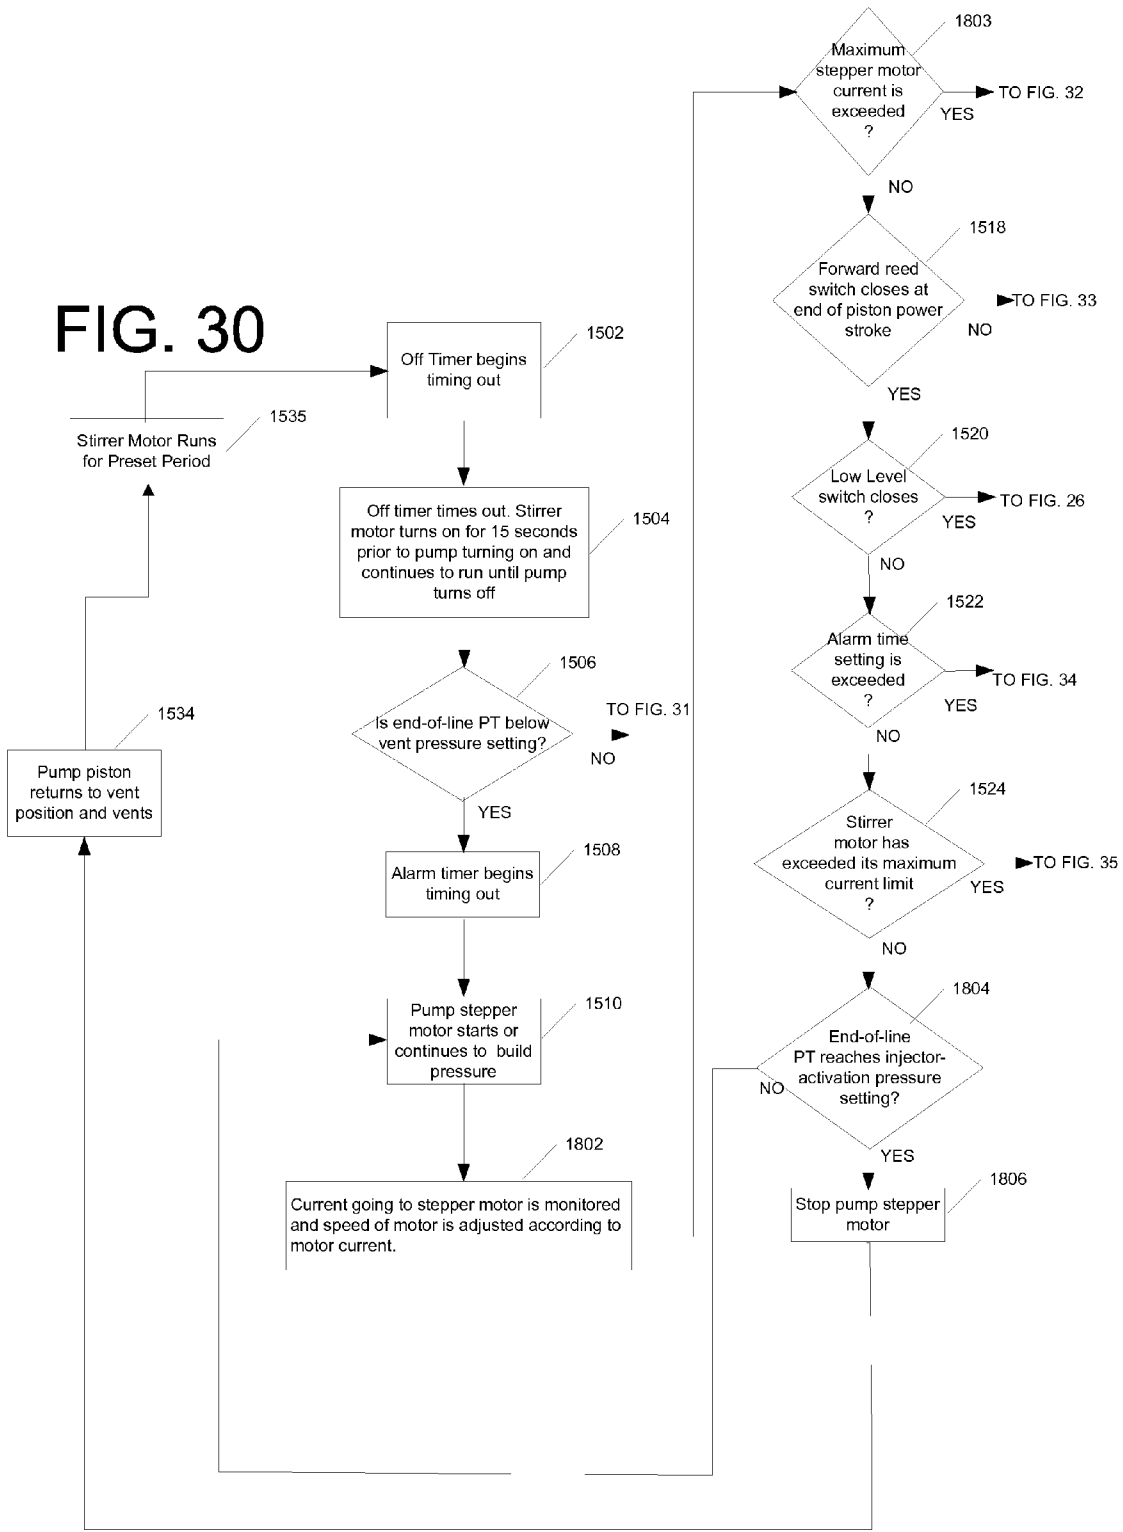 FIG. 30
1502
Off Timer begins
timing out
1535
Stirrer Motor Runs
for Preset Period
1504
Off timer times out. Stirrer
motor turns on for 15 seconds
prior to pump turning on and
continues to run until pump
turns off
1506
Is end-of-line PT below
vent pressure setting?
TO FIG. 31
NO
YES
1534
Pump piston
returns to vent
position and vents
1508
Alarm timer begins
timing out
1510
Pump stepper
motor starts or
continues to build
pressure
1802
Current going to stepper motor is monitored
and speed of motor is adjusted according to
motor current.
1803
Maximum
stepper motor
current is
exceeded
?
TO FIG. 32
YES
NO
1518
Forward reed
switch closes at
end of piston power
stroke
TO FIG. 33
NO
YES
1520
Low Level
switch closes
?
TO FIG. 26
YES
NO
1522
Alarm time
setting is
exceeded
?
TO FIG. 34
YES
NO
1524
Stirrer
motor has
exceeded its maximum
current limit
?
TO FIG. 35
YES
NO
1804
End-of-line
PT reaches injector-
activation pressure
setting?
NO
YES
1806
Stop pump stepper
motor